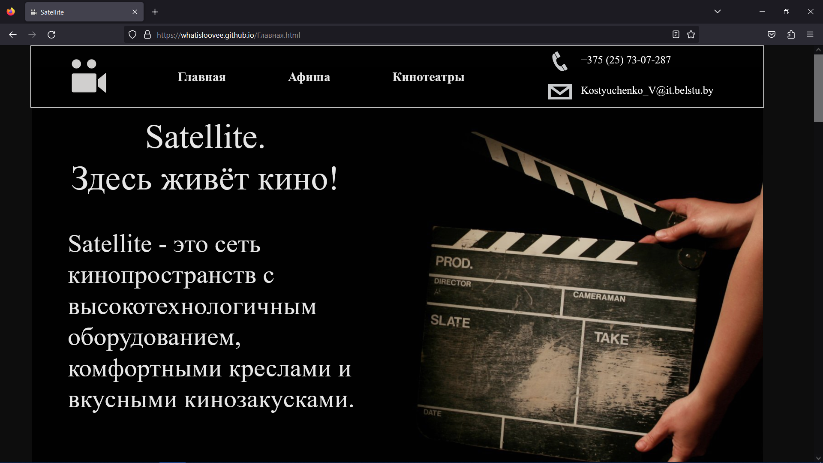 Satellite
https://whatisloovee.github.io/Главная.html
Главная
Афиша
Кинотеатры
+375 (25) 73-07-287
Kostyuchenko_V@it.belstu.by
Satellite.
Здесь живёт кино!
Satellite - это сеть
кинопространств с
высокотехнологичным
оборудованием,
комфортными креслами и
вкусными кинозакусками.
PROD.
DIRECTOR
CAMERAMAN
SLATE
TAKE
DATE